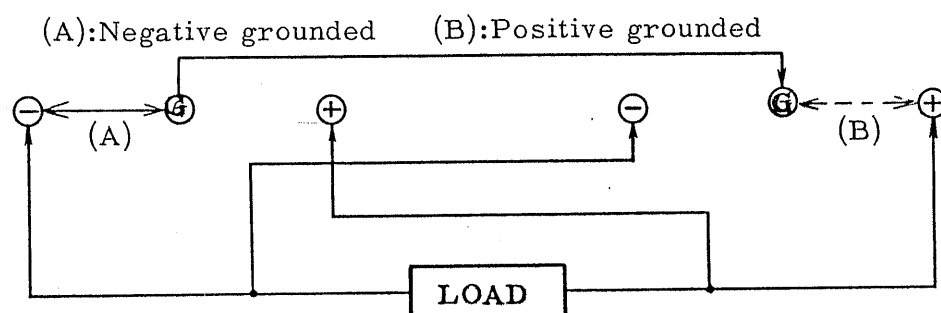 (A):Negative grounded (B):Positive grounded
− G + − G +
(A) (B)
LOAD